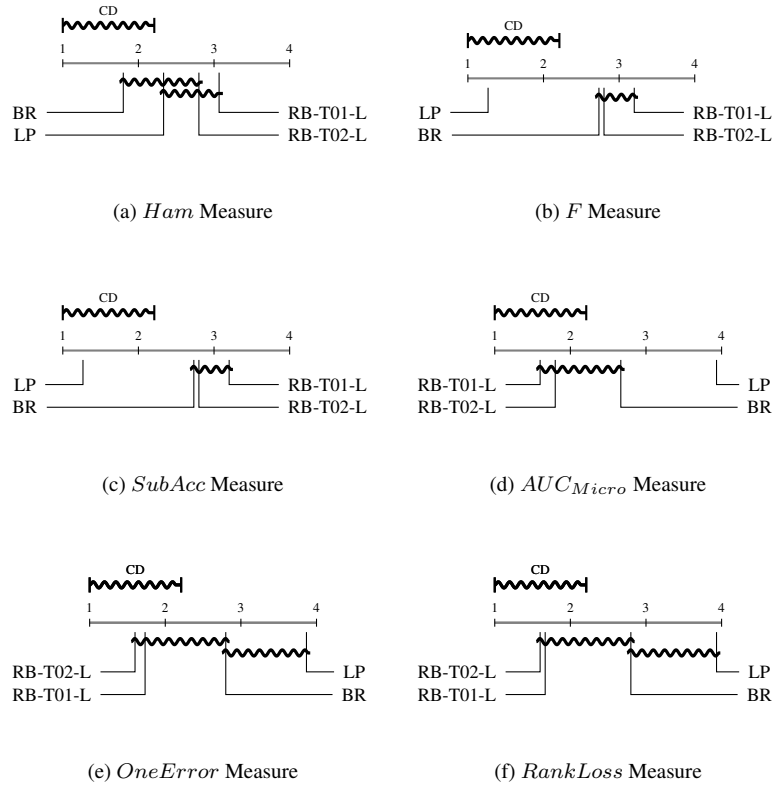 CD
1 2 3 4
BR RB-T01-L
LP RB-T02-L
(a) Ham Measure
CD
1 2 3 4
LP RB-T01-L
BR RB-T02-L
(b) F Measure
CD
1 2 3 4
LP RB-T01-L
BR RB-T02-L
(c) SubAcc Measure
CD
1 2 3 4
RB-T01-L LP
RB-T02-L BR
(d) AUC_Micro Measure
CD
1 2 3 4
RB-T02-L LP
RB-T01-L BR
(e) OneError Measure
CD
1 2 3 4
RB-T02-L LP
RB-T01-L BR
(f) RankLoss Measure